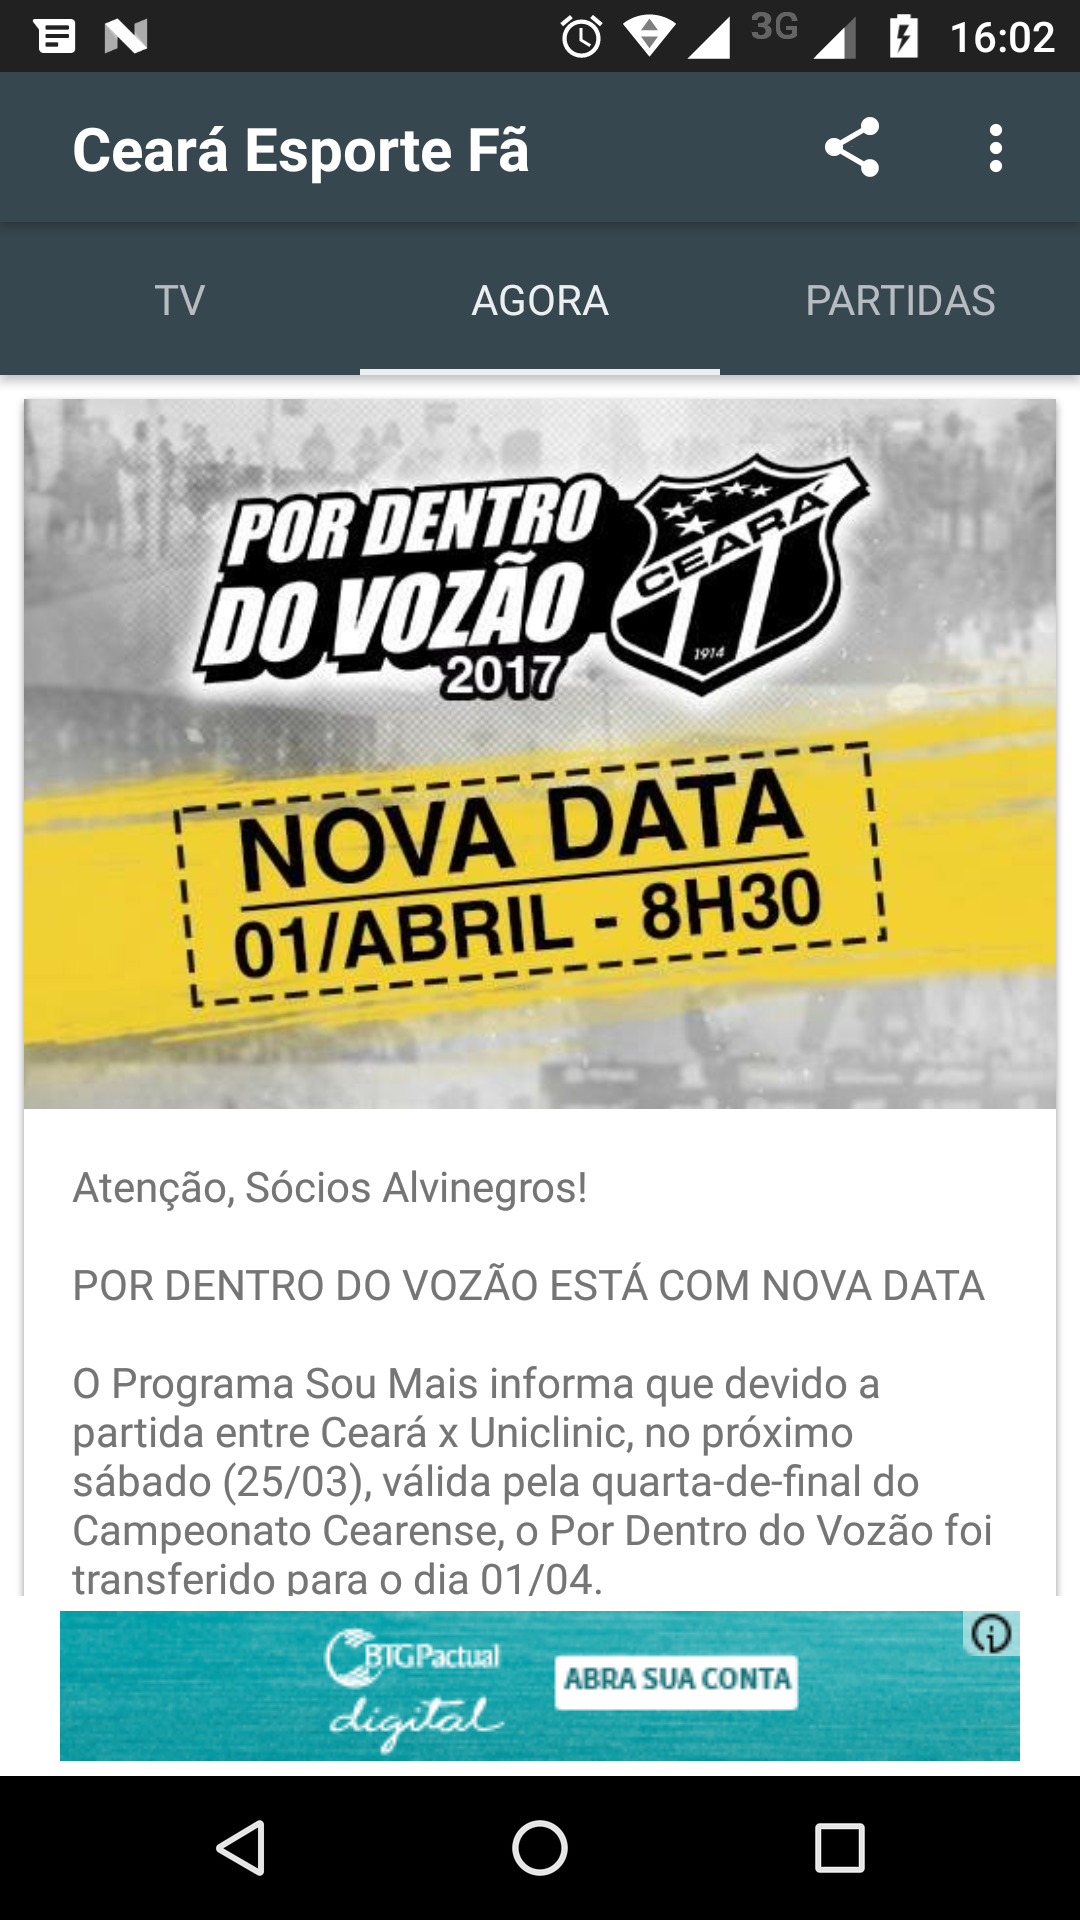 3G 16:02
Ceará Esporte Fã
TV AGORA PARTIDAS
POR DENTRO
DO VOZÃO
2017
CEARÁ
1914
NOVA DATA
01/ABRIL - 8H30
Atenção, Sócios Alvinegros!
POR DENTRO DO VOZÃO ESTÁ COM NOVA DATA
O Programa Sou Mais informa que devido a
partida entre Ceará x Uniclinic, no próximo
sábado (25/03), válida pela quarta-de-final do
Campeonato Cearense, o Por Dentro do Vozão foi
transferido para o dia 01/04.
BTGPactual
digital
ABRA SUA CONTA